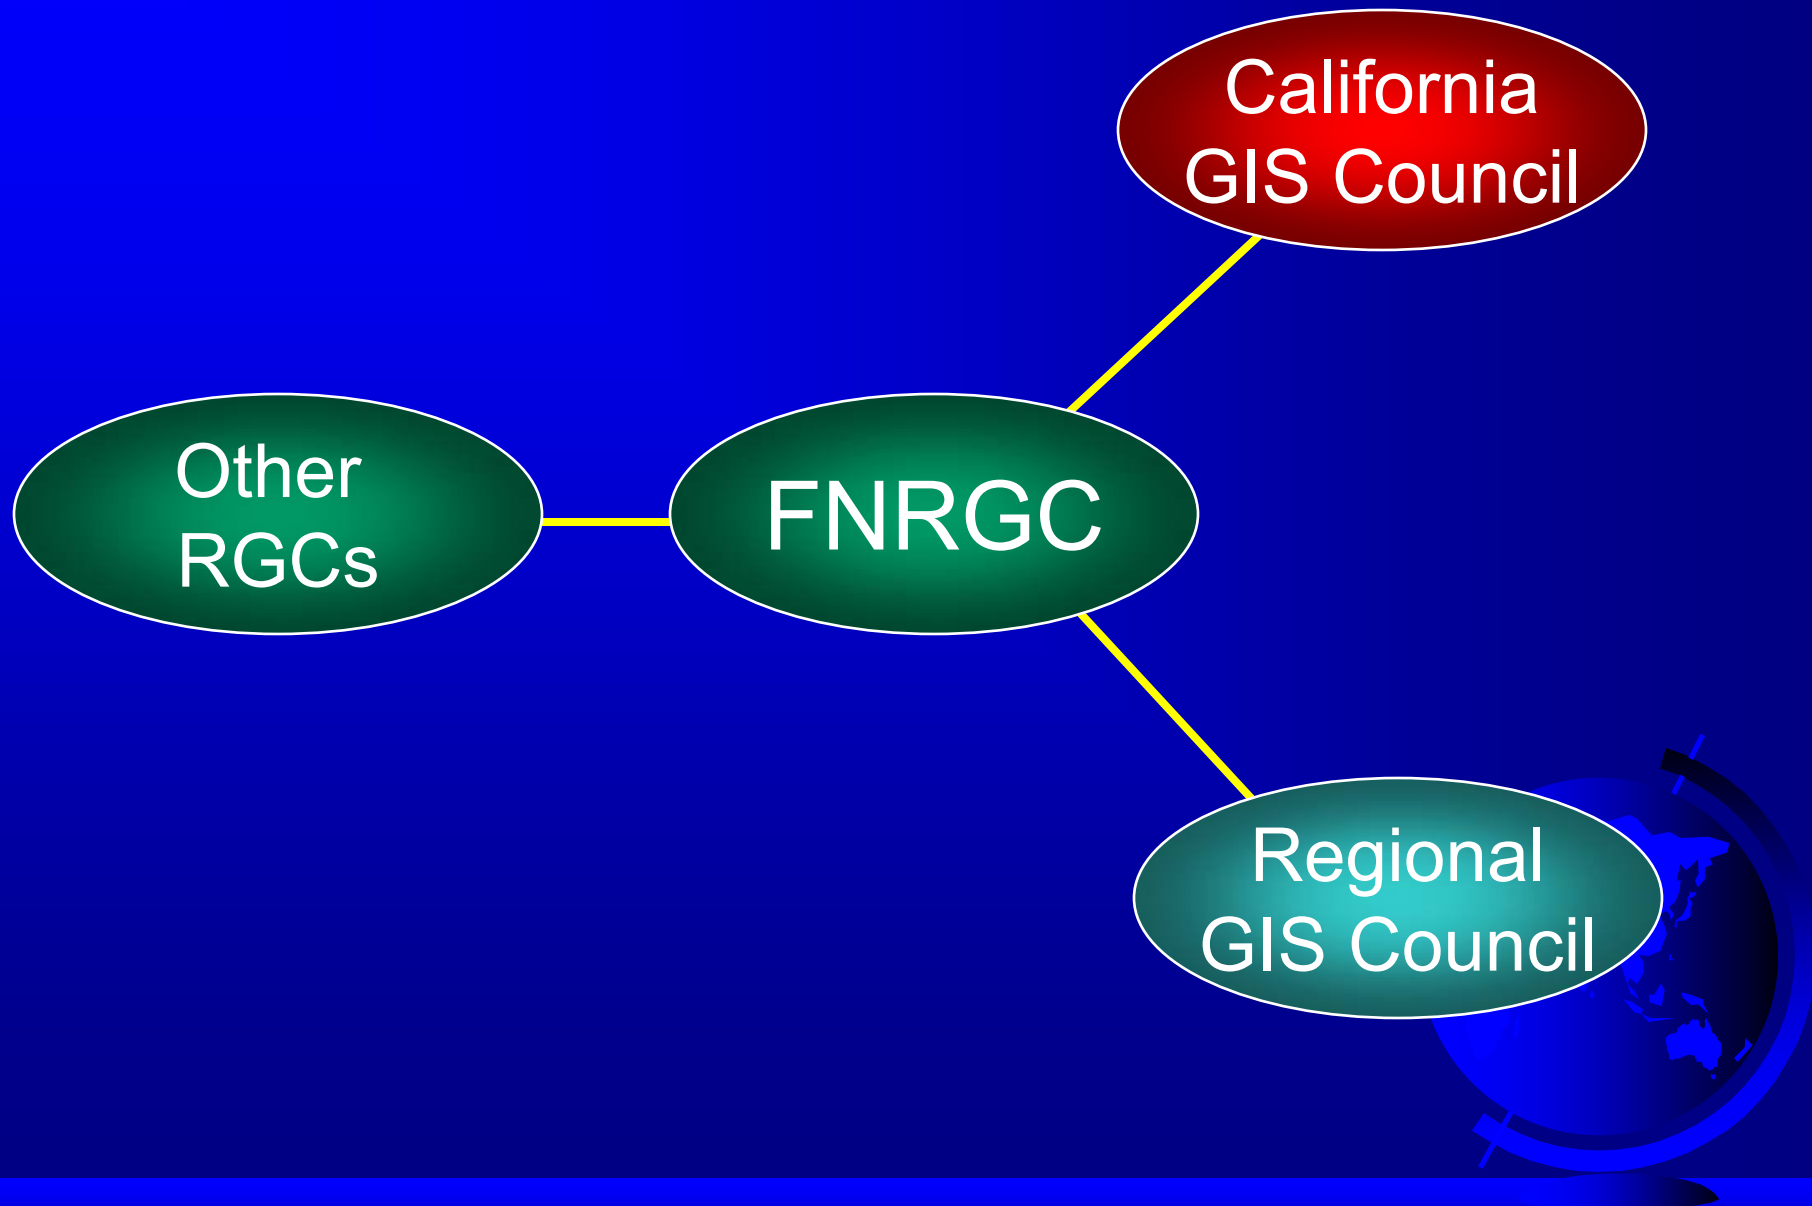 California
GIS Council
Other
RGCs
FNRGC
Regional
GIS Council